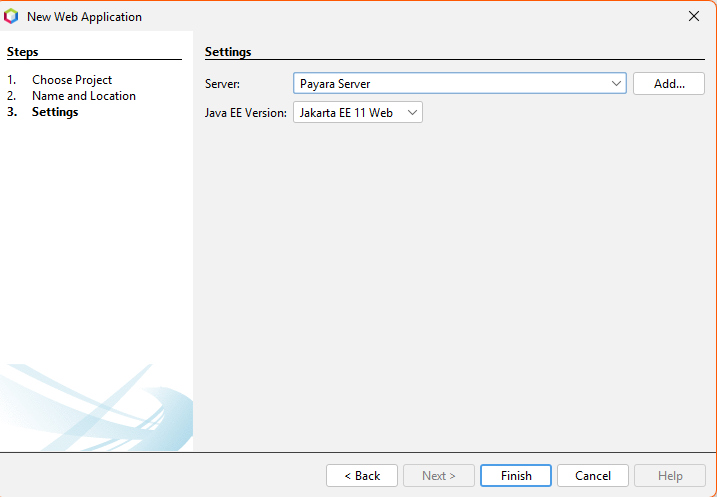 New Web Application
Steps
1. Choose Project
2. Name and Location
3. Settings
Settings
Server: Payara Server Add...
Java EE Version: Jakarta EE 11 Web
< Back Next > Finish Cancel Help